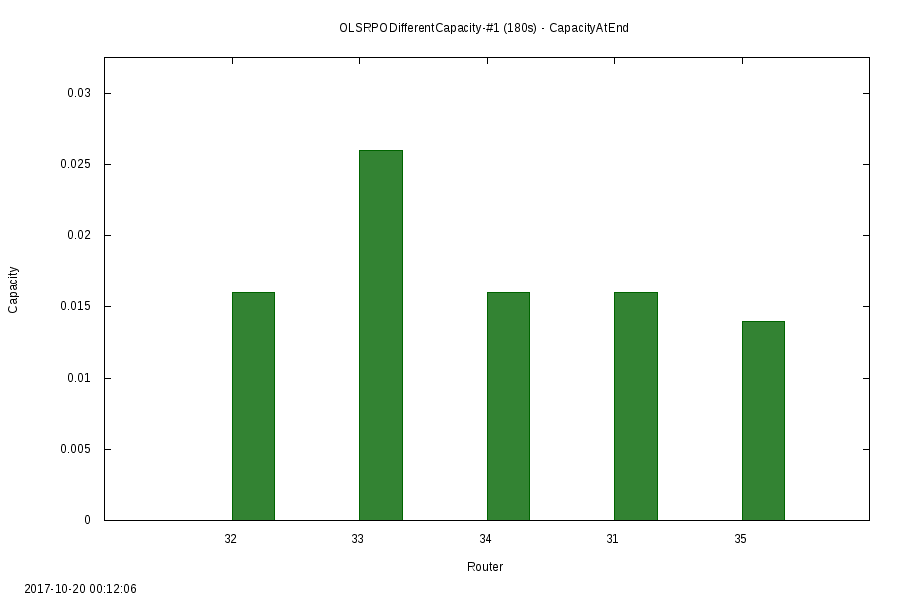 OLSRPODifferentCapacity-#1 (180s) - CapacityAtEnd
0.03
0.025
0.02
0.015
0.01
0.005
0
Capacity
32 33 34 31 35
Router
2017-10-20 00:12:06